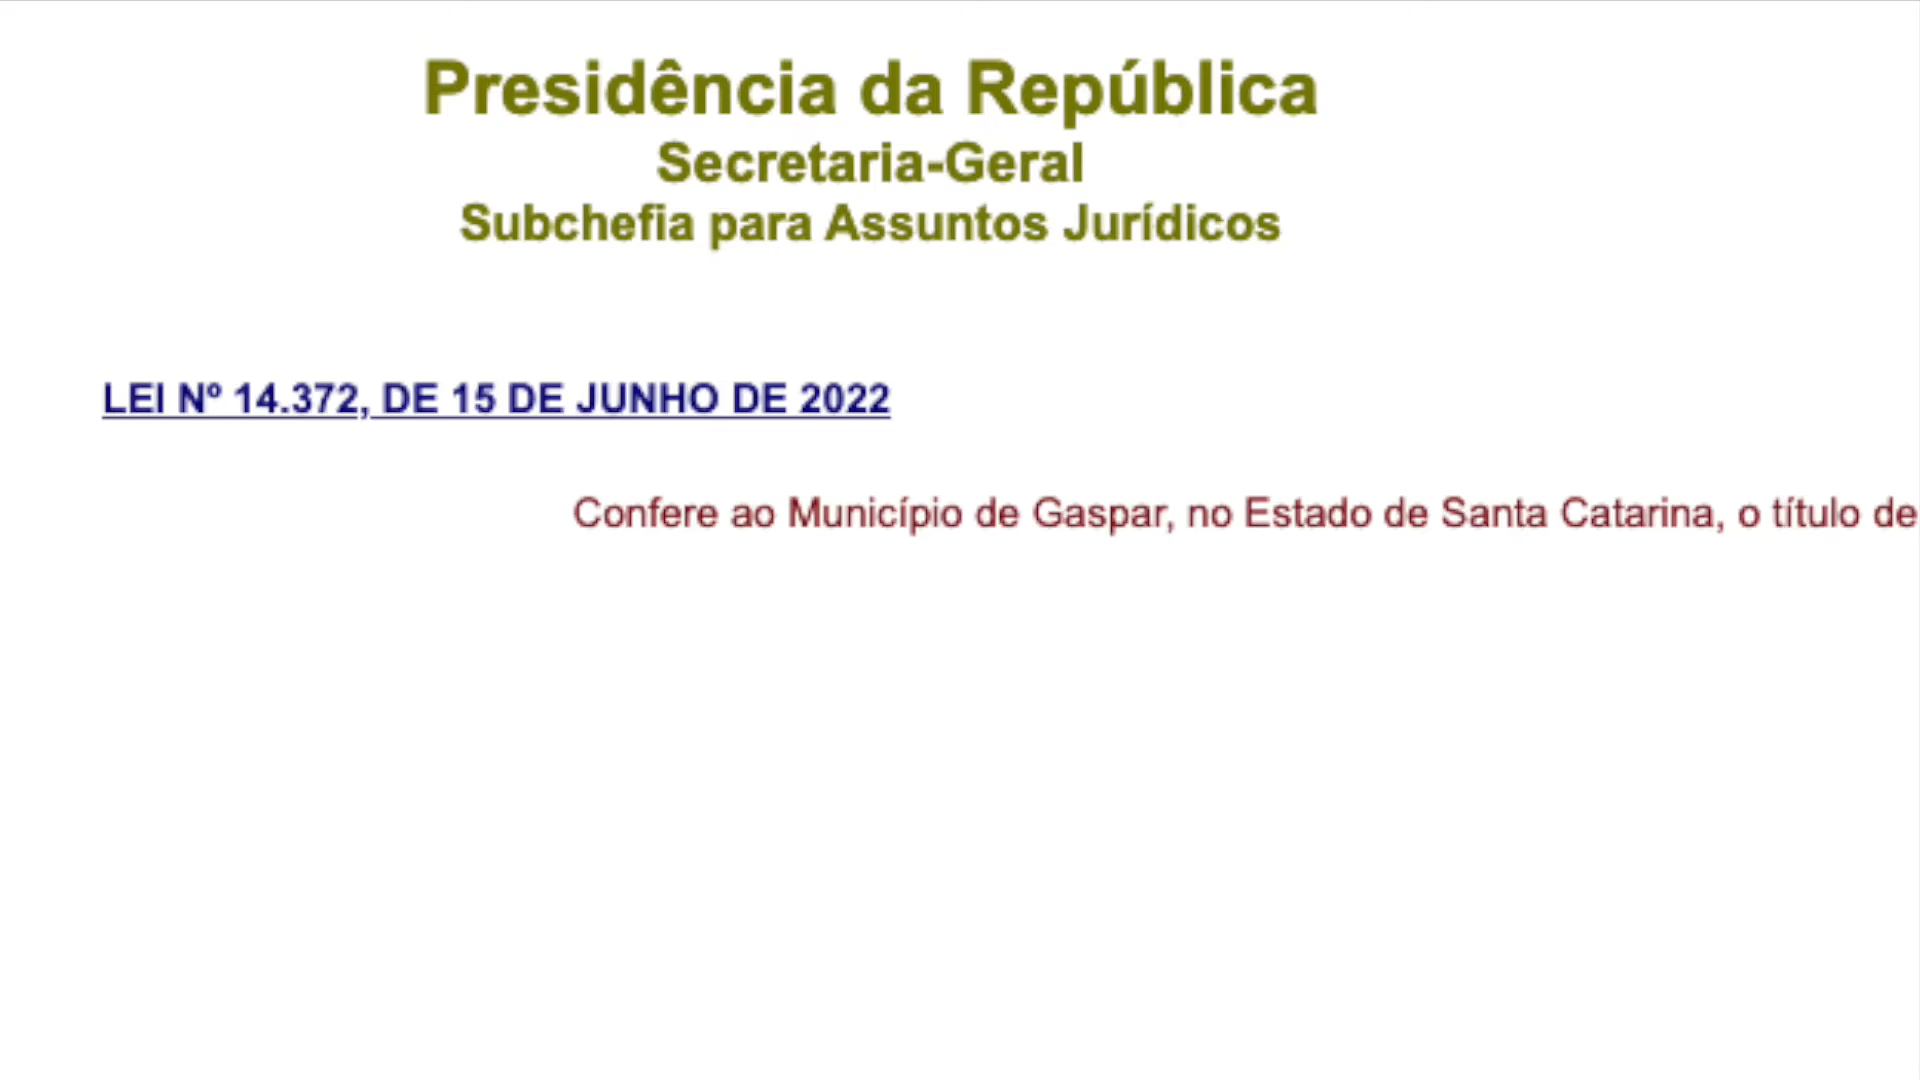 Presidência da República
Secretaria-Geral
Subchefia para Assuntos Jurídicos
LEI Nº 14.372, DE 15 DE JUNHO DE 2022
Confere ao Município de Gaspar, no Estado de Santa Catarina, o título de